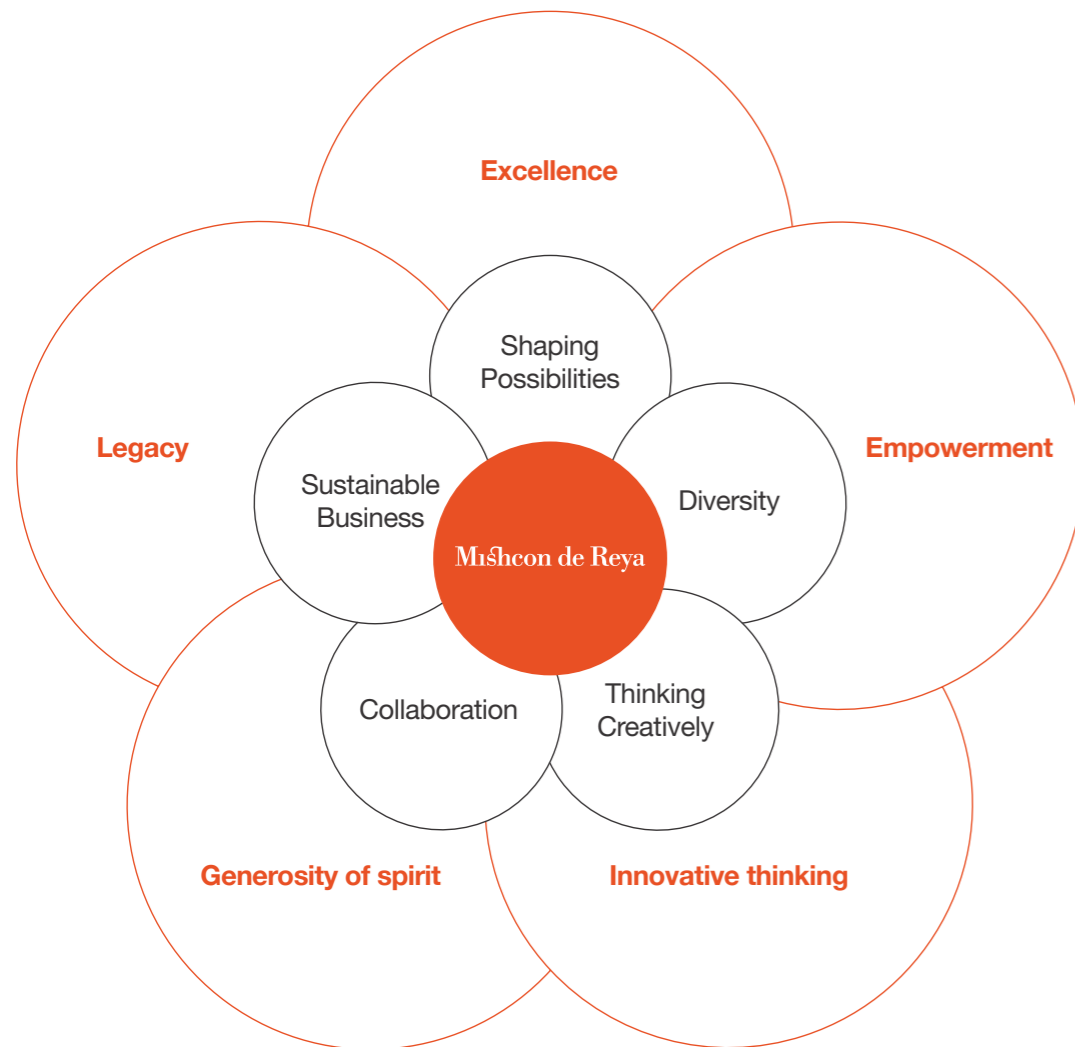 Excellence
Shaping
Possibilities
Legacy
Empowerment
Sustainable
Business
Diversity
Mishcon de Reya
Thinking
Creatively
Collaboration
Generosity of spirit
Innovative thinking